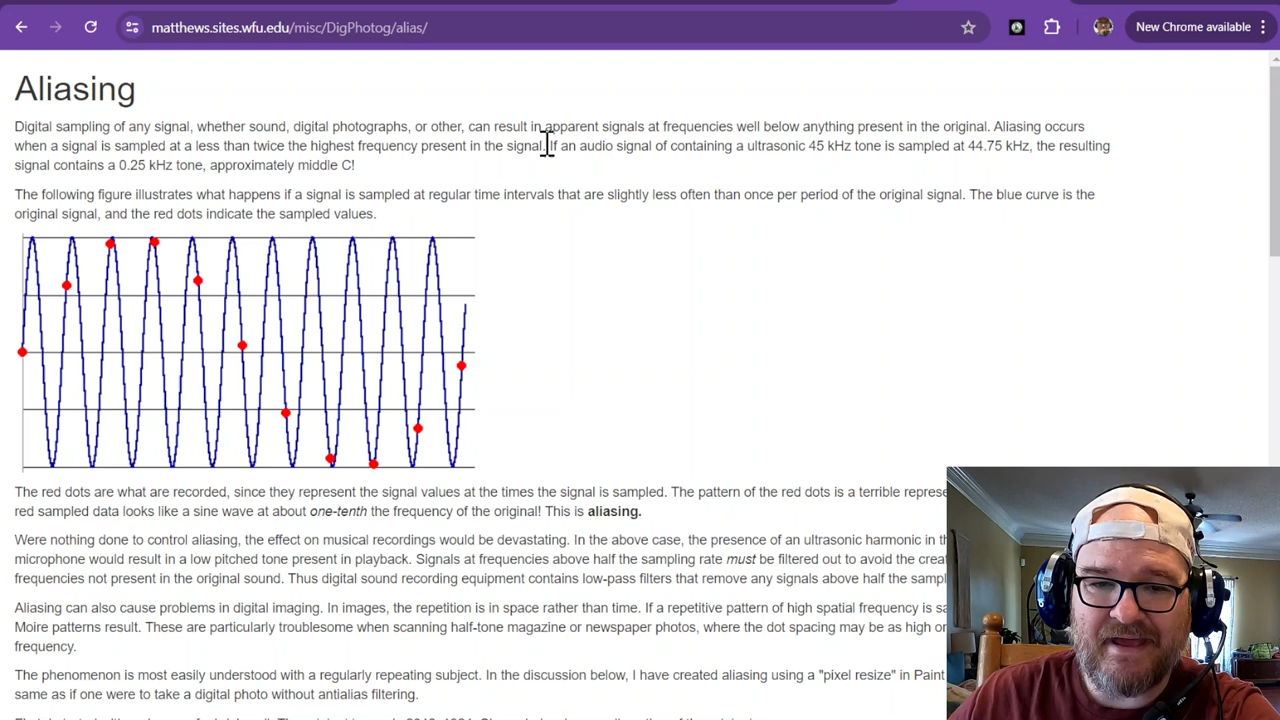 matthews.sites.wfu.edu/misc/DigPhotog/alias/
New Chrome available
Aliasing
Digital sampling of any signal, whether sound, digital photographs, or other, can result in apparent signals at frequencies well below anything present in the original. Aliasing occurs
when a signal is sampled at a less than twice the highest frequency present in the signal. If an audio signal of containing a ultrasonic 45 kHz tone is sampled at 44.75 kHz, the resulting
signal contains a 0.25 kHz tone, approximately middle C!
The following figure illustrates what happens if a signal is sampled at regular time intervals that are slightly less often than once per period of the original signal. The blue curve is the
original signal, and the red dots indicate the sampled values.
The red dots are what are recorded, since they represent the signal values at the times the signal is sampled. The pattern of the red dots is a terrible
red sampled data looks like a sine wave at about one-tenth the frequency of the original! This is aliasing.
Were nothing done to control aliasing, the effect on musical recordings would be devastating. In the above case, the presence of an ultrasonic harmonic in
microphone would result in a low pitched tone present in playback. Signals at frequencies above half the sampling rate must be filtered out to avoid the
frequencies not present in the original sound. Thus digital sound recording equipment contains low-pass filters that remove any signals above half the
Aliasing can also cause problems in digital imaging. In images, the repetition is in space rather than time. If a repetitive pattern of high spatial frequency is
Moire patterns result. These are particularly troublesome when scanning half-tone magazine or newspaper photos, where the dot spacing may be as high
frequency.
The phenomenon is most easily understood with a regularly repeating subject. In the discussion below, I have created aliasing using a "pixel resize" in Paint
same as if one were to take a digital photo without antialias filtering.